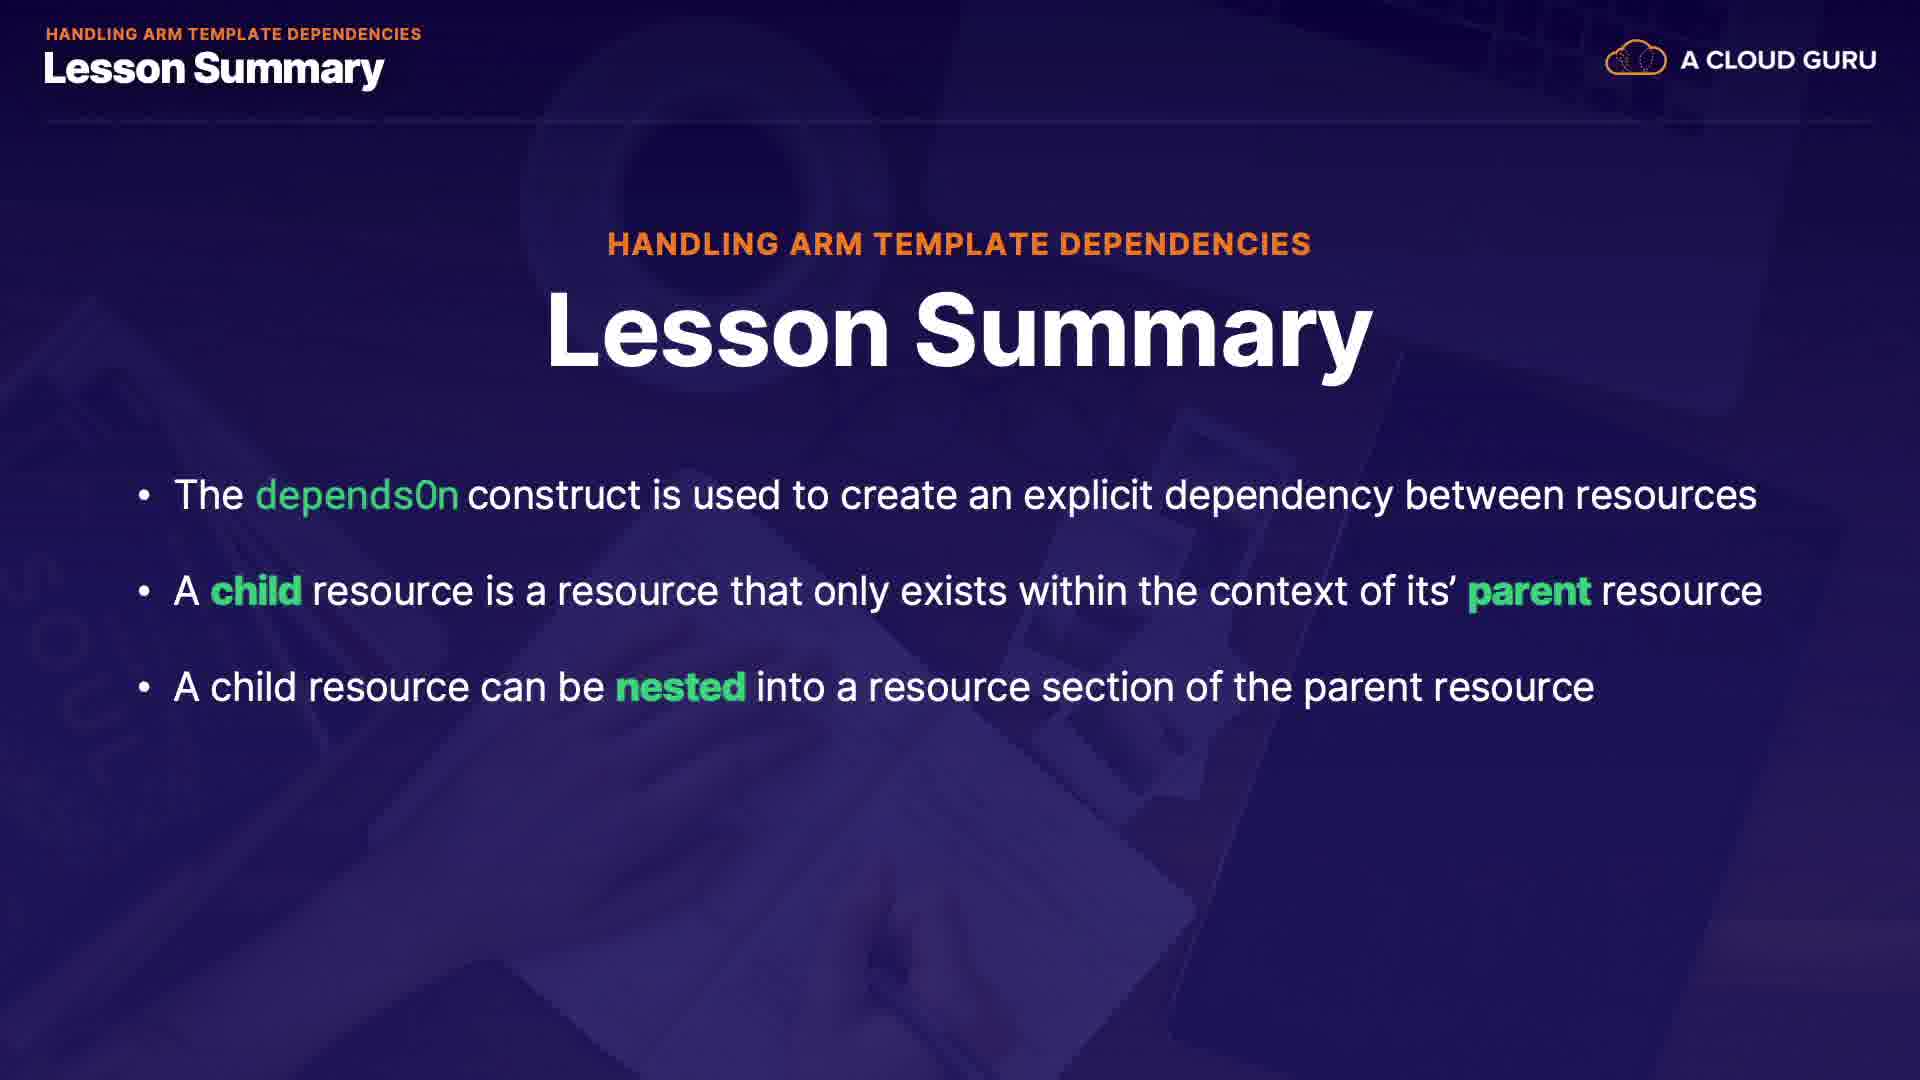 HANDLING ARM TEMPLATE DEPENDENCIES
Lesson Summary
A CLOUD GURU
HANDLING ARM TEMPLATE DEPENDENCIES
Lesson Summary
• The dependsOn construct is used to create an explicit dependency between resources
• A child resource is a resource that only exists within the context of its’ parent resource
• A child resource can be nested into a resource section of the parent resource
SOUL